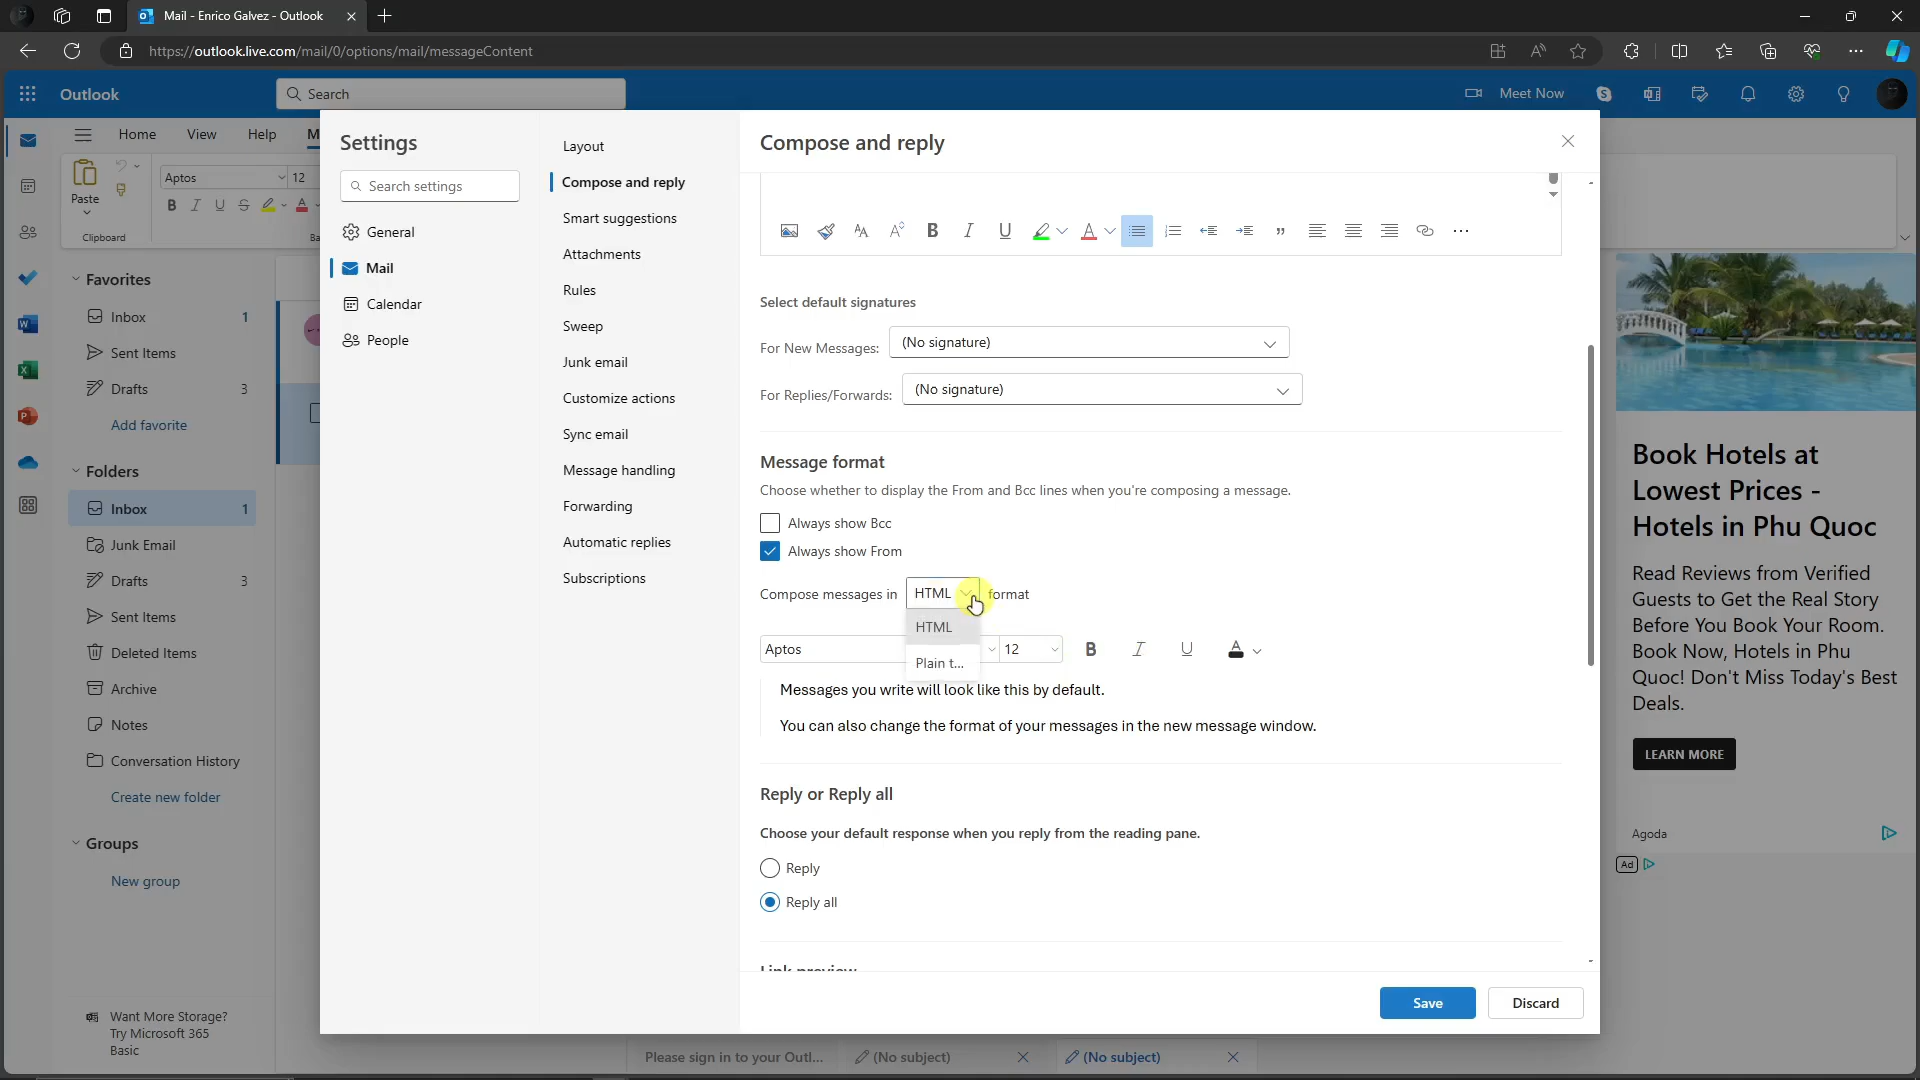 Mail - Enrico Galvez - Outlook
https://outlook.live.com/mail/0/options/mail/messageContent
Outlook
Search
Meet Now
Home
View
Help
M
Paste
Clipboard
Aptos
12
B I U
Ba
Favorites
Inbox 1
Sent Items
Drafts 3
Add favorite
Folders
Inbox 1
Junk Email
Drafts 3
Sent Items
Deleted Items
Archive
Notes
Conversation History
Create new folder
Groups
New group
Want More Storage?
Try Microsoft 365
Basic
Settings
Search settings
General
Mail
Calendar
People
Layout
Compose and reply
Smart suggestions
Attachments
Rules
Sweep
Junk email
Customize actions
Sync email
Message handling
Forwarding
Automatic replies
Subscriptions
Compose and reply
Select default signatures
For New Messages: (No signature)
For Replies/Forwards: (No signature)
Message format
Choose whether to display the From and Bcc lines when you're composing a message.
Always show Bcc
Always show From
Compose messages in HTML format
HTML
Plain t...
Aptos 12 B I U A
Messages you write will look like this by default.
You can also change the format of your messages in the new message window.
Reply or Reply all
Choose your default response when you reply from the reading pane.
Reply
Reply all
Link preview
Save
Discard
Please sign in to your Outl...
(No subject)
(No subject)
Book Hotels at
Lowest Prices -
Hotels in Phu Quoc
Read Reviews from Verified
Guests to Get the Real Story
Before You Book Your Room.
Book Now, Hotels in Phu
Quoc! Don't Miss Today's Best
Deals.
LEARN MORE
Agoda
Ad